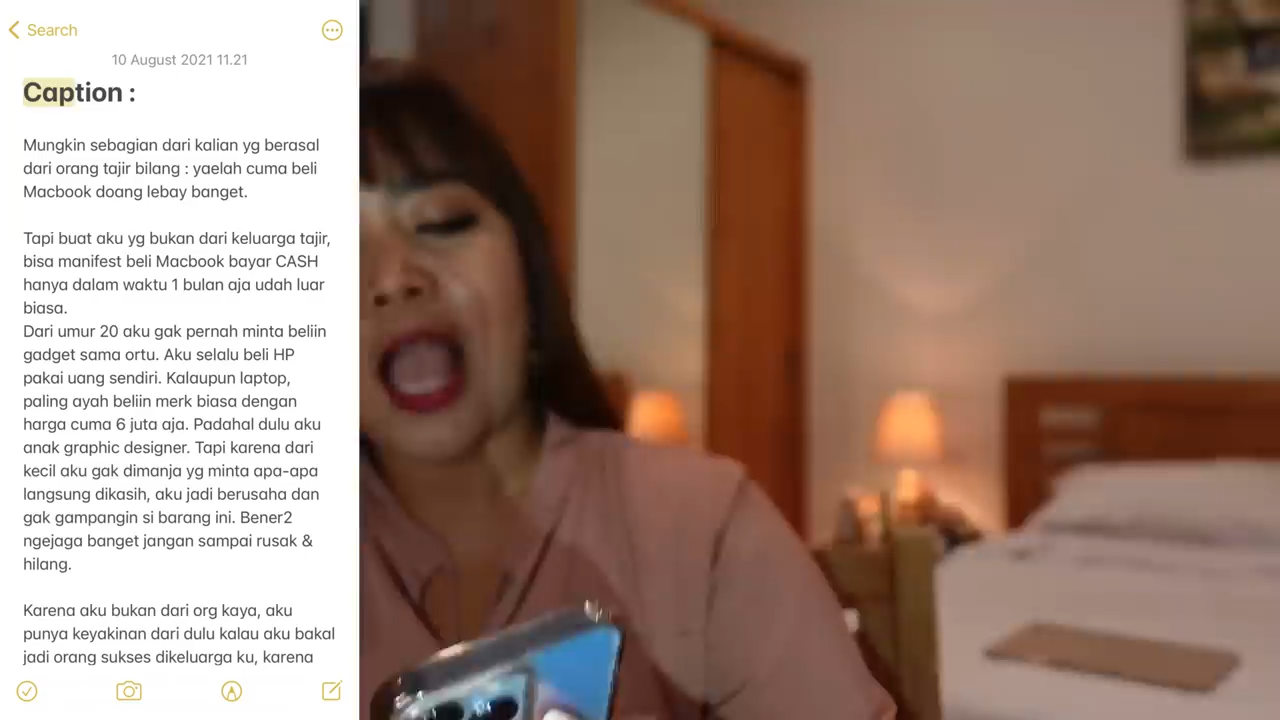 Search
10 August 2021 11.21
Caption :
Mungkin sebagian dari kalian yg berasal
dari orang tajir bilang : yaelah cuma beli
Macbook doang lebay banget.
Tapi buat aku yg bukan dari keluarga tajir,
bisa manifest beli Macbook bayar CASH
hanya dalam waktu 1 bulan aja udah luar
biasa.
Dari umur 20 aku gak pernah minta beliin
gadget sama ortu. Aku selalu beli HP
pakai uang sendiri. Kalaupun laptop,
paling ayah beliin merk biasa dengan
harga cuma 6 juta aja. Padahal dulu aku
anak graphic designer. Tapi karena dari
kecil aku gak dimanja yg minta apa-apa
langsung dikasih, aku jadi berusaha dan
gak gampangin si barang ini. Bener2
ngejaga banget jangan sampai rusak &
hilang.
Karena aku bukan dari org kaya, aku
punya keyakinan dari dulu kalau aku bakal
jadi orang sukses dikeluarga ku, karena